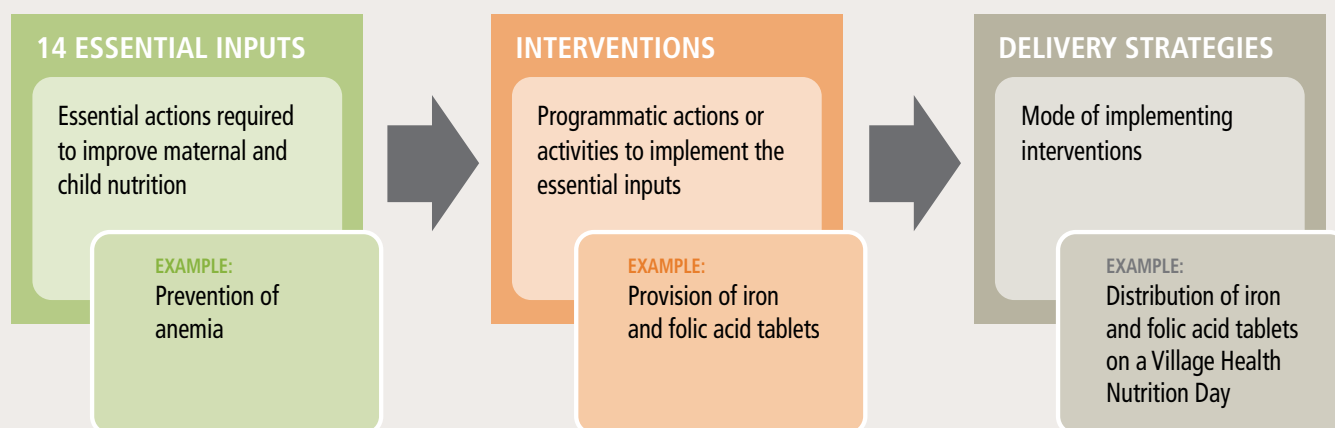 14 ESSENTIAL INPUTS
Essential actions required
to improve maternal and
child nutrition
EXAMPLE:
Prevention of
anemia
INTERVENTIONS
Programmatic actions or
activities to implement the
essential inputs
EXAMPLE:
Provision of iron
and folic acid tablets
DELIVERY STRATEGIES
Mode of implementing
interventions
EXAMPLE:
Distribution of iron
and folic acid tablets
on a Village Health
Nutrition Day